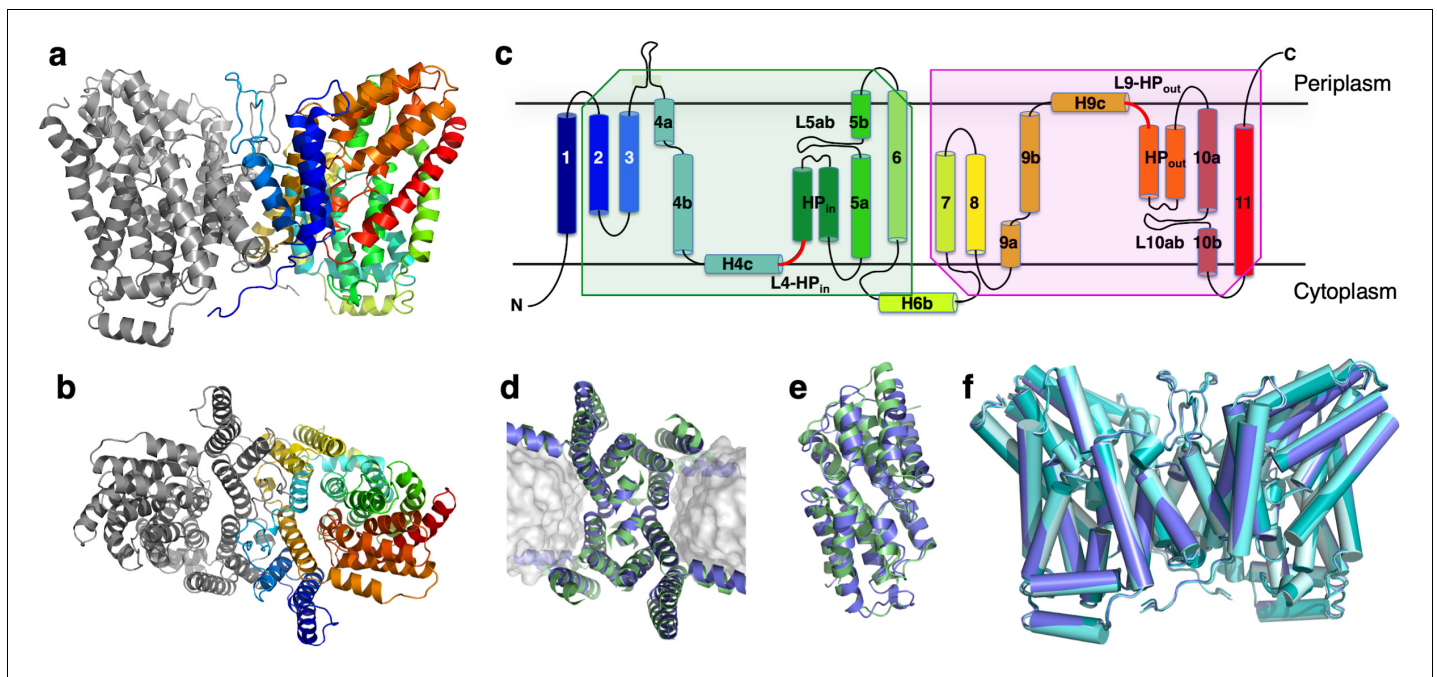 a
c
L9-HPout
Periplasm
H9c
4a
L5ab
5b
1
2
3
6
9b
HPout
10a
4b
HPin
5a
7
8
11
9a
L10ab
10b
H4c
L4-HPin
N
C
H6b
Cytoplasm
b
d
e
f